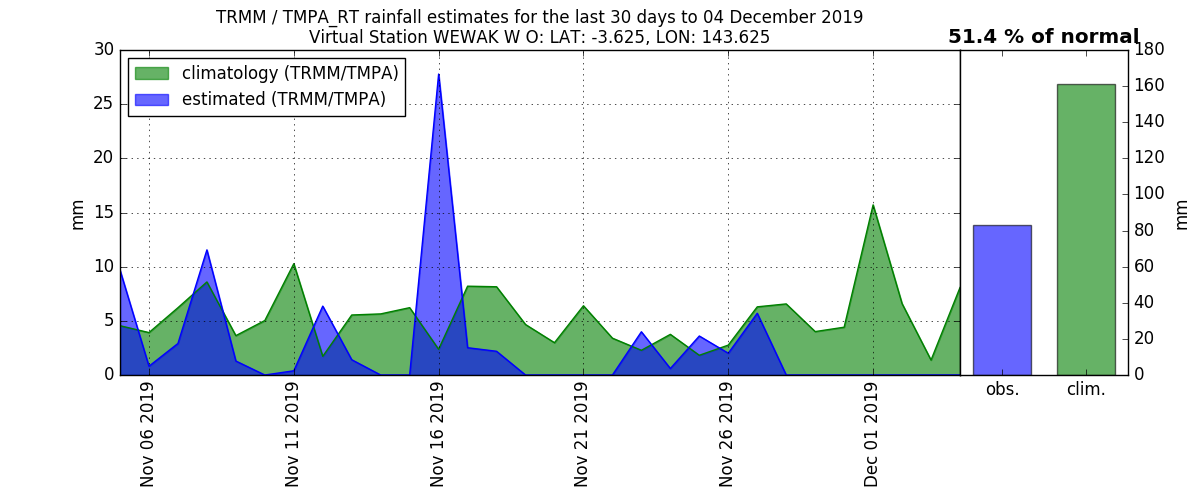 TRMM / TMPA_RT rainfall estimates for the last 30 days to 04 December 2019
Virtual Station WEWAK W O: LAT: -3.625, LON: 143.625
51.4 % of normal
climatology (TRMM/TMPA)
estimated (TRMM/TMPA)
mm
30
25
20
15
10
5
0
Nov 06 2019
Nov 11 2019
Nov 16 2019
Nov 21 2019
Nov 26 2019
Dec 01 2019
obs.
clim.
180
160
140
120
100
80
60
40
20
0
mm